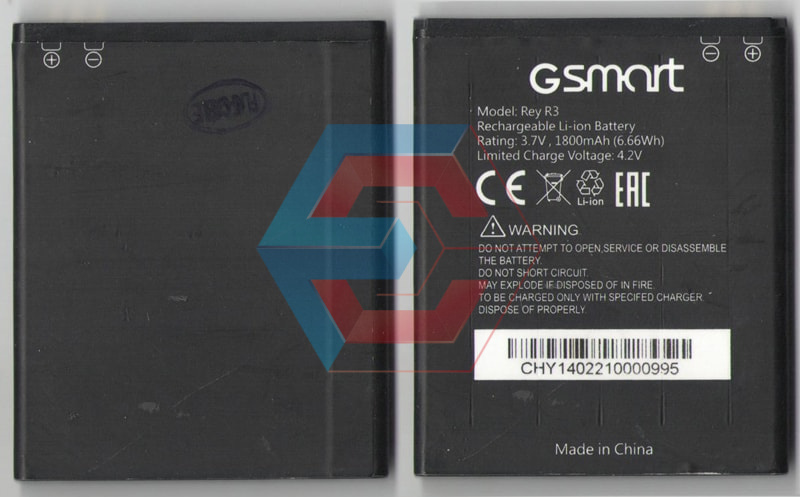 GSmart
Model: Rey R3
Rechargeable Li-ion Battery
Rating: 3.7V , 1800mAh (6.66Wh)
Limited Charge Voltage: 4.2V
Li-ion
WARNING
DO NOT ATTEMPT TO OPEN,SERVICE OR DISASSEMBLE
THE BATTERY.
DO NOT SHORT CIRCUIT.
MAY EXPLODE IF DISPOSED OF IN FIRE.
TO BE CHARGED ONLY WITH SPECIFED CHARGER.
DISPOSE OF PROPERLY.
CHY1402210000995
Made in China